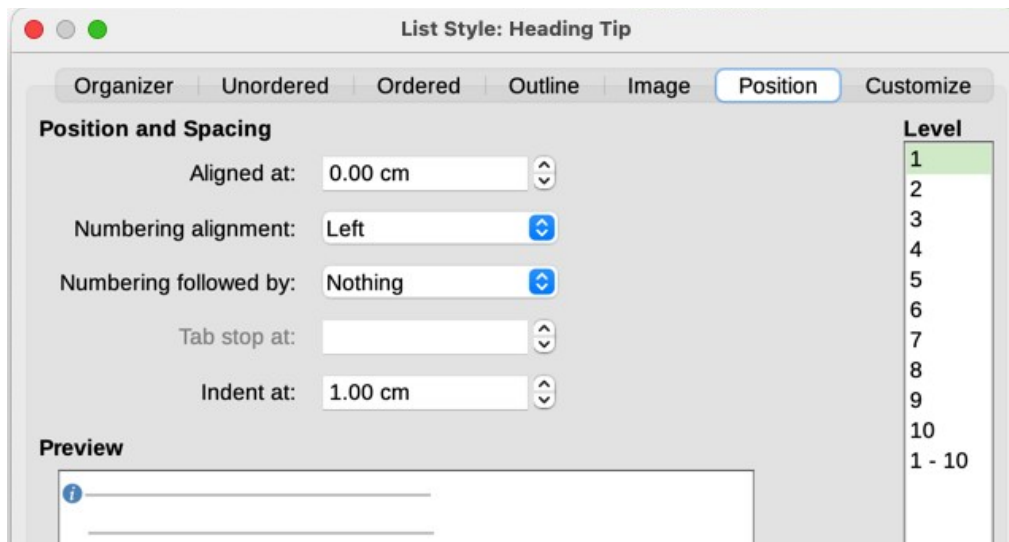 List Style: Heading Tip
Organizer Unordered Ordered Outline Image Position Customize
Position and Spacing
Aligned at: 0.00 cm
Numbering alignment: Left
Numbering followed by: Nothing
Tab stop at:
Indent at: 1.00 cm
Preview
i
Level
1
2
3
4
5
6
7
8
9
10
1 - 10